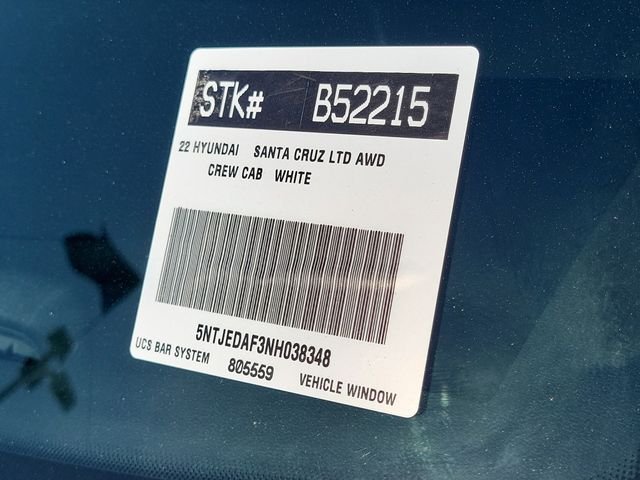 STK# B52215
22 HYUNDAI SANTA CRUZ LTD AWD
CREW CAB WHITE
5NTJEDAF3NH038348
UCS BAR SYSTEM 805559 VEHICLE WINDOW